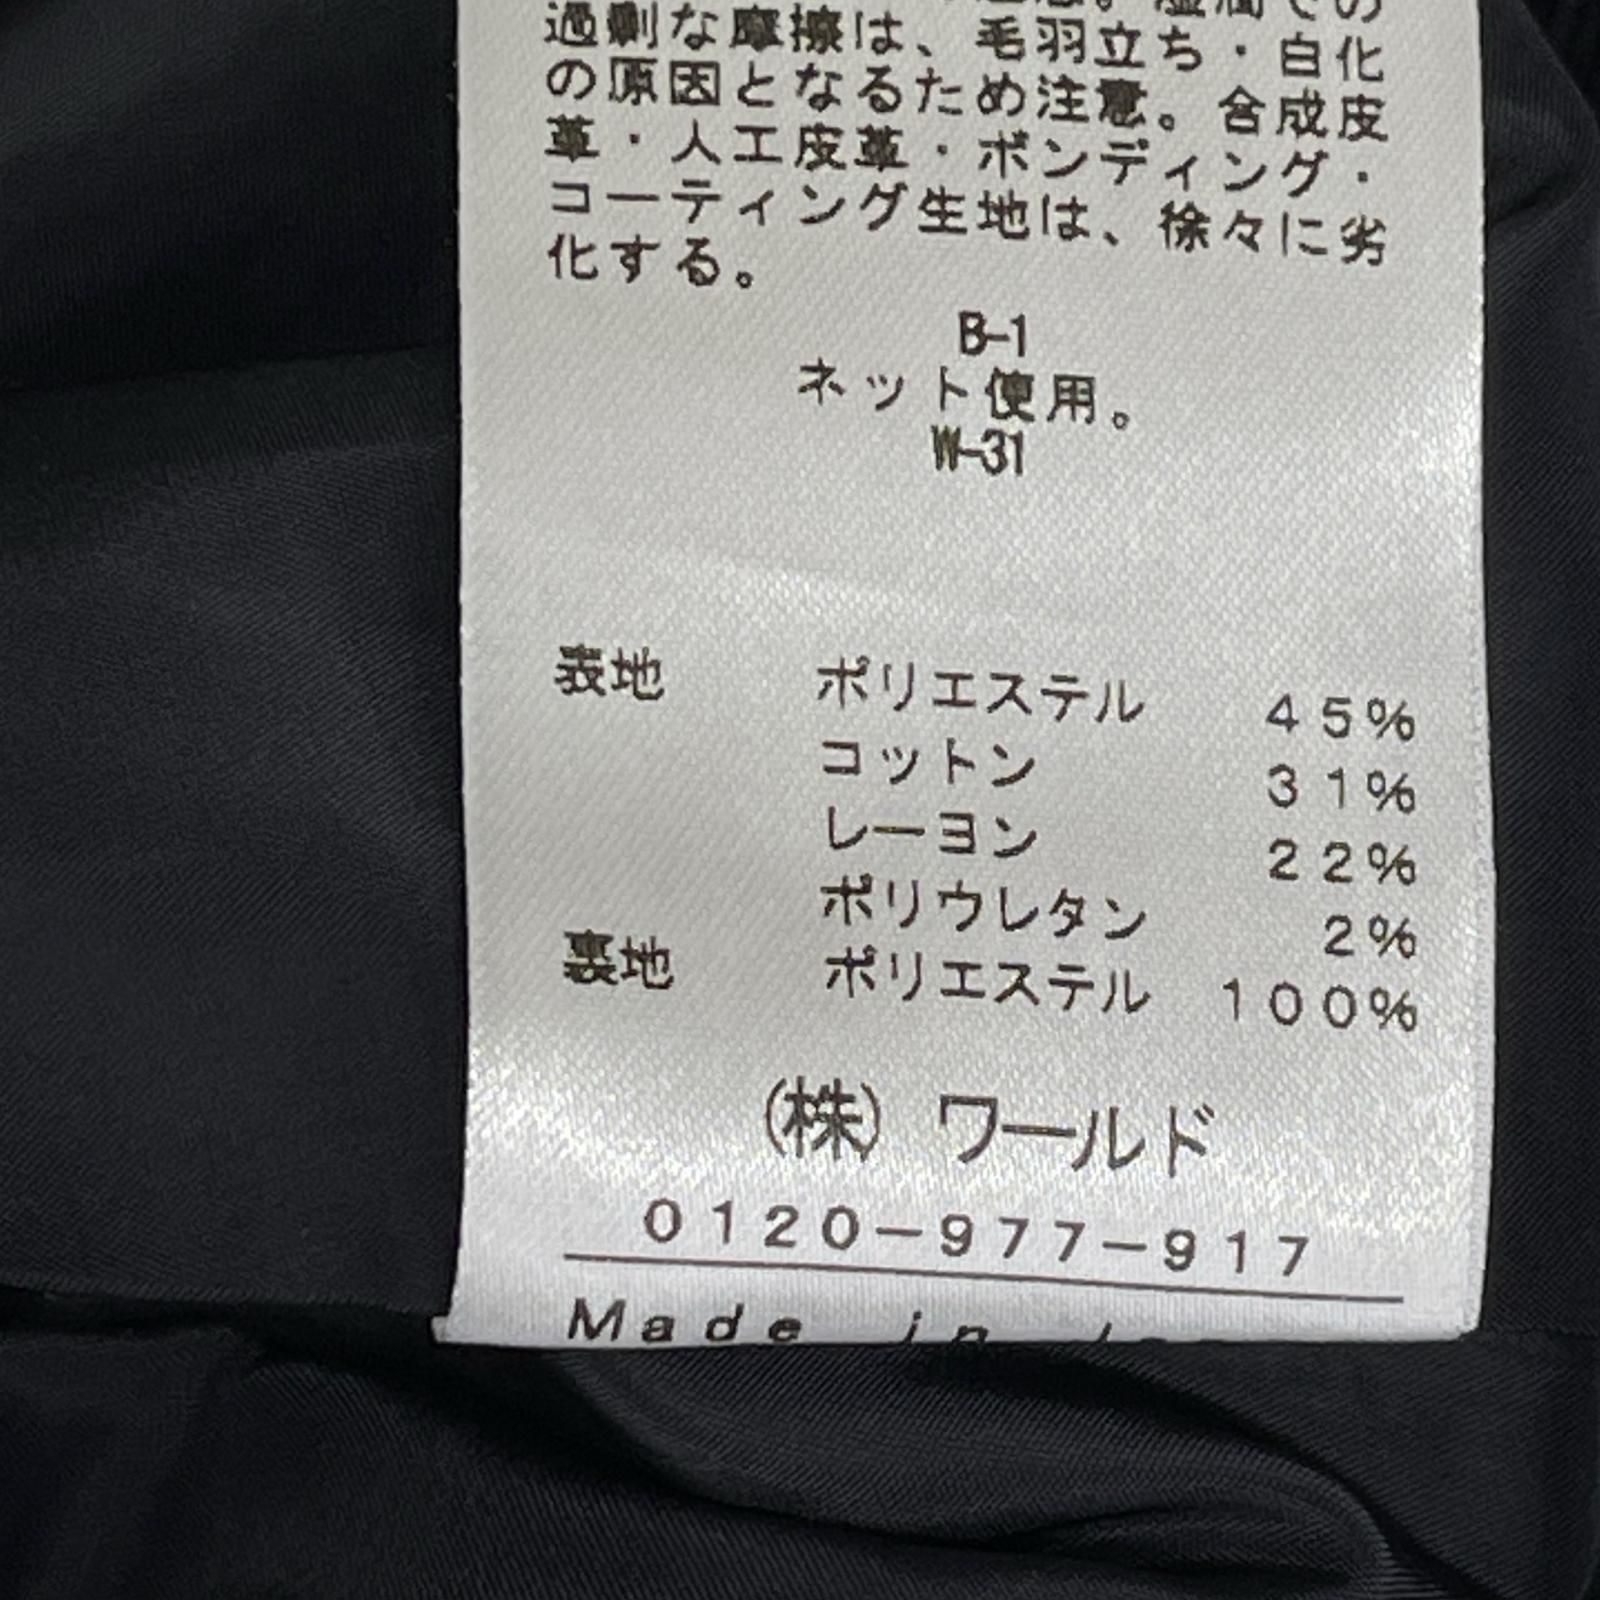 過剰な摩擦は、毛羽立ち・白化
の原因となるため注意。合成皮
革・人工皮革・ボンディング・
コーティング生地は、徐々に劣
化する。
B-1
ネット使用。
W-31
表地 ポリエステル 45%
コットン 31%
レーヨン 22%
ポリウレタン 2%
裏地 ポリエステル 100%
(株) ワールド
0120-977-917
Made in